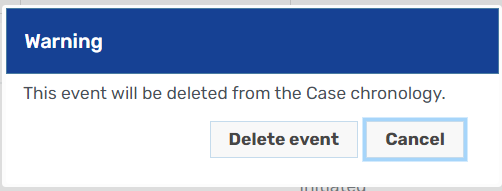 Warning
This event will be deleted from the Case chronology.
Delete event Cancel